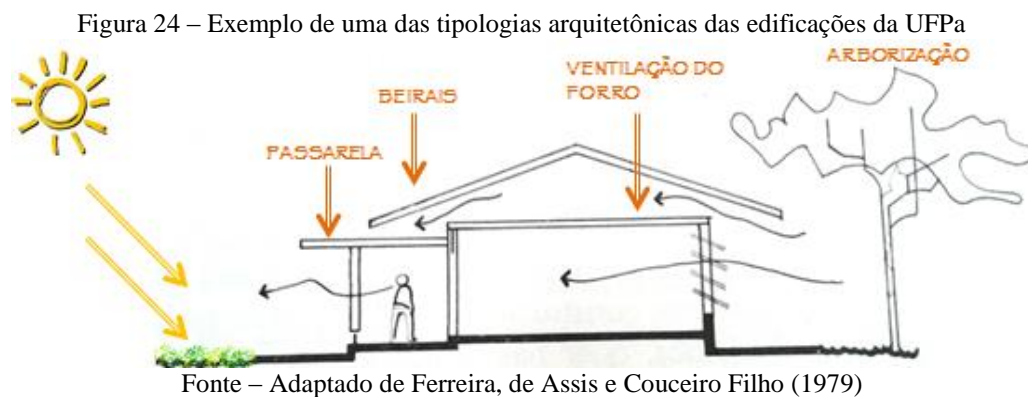 Figura 24 – Exemplo de uma das tipologias arquitetônicas das edificações da UFPa
ARBORIZAÇÃO
VENTILAÇÃO DO
FORRO
BEIRAIS
PASSARELA
Fonte – Adaptado de Ferreira, de Assis e Couceiro Filho (1979)